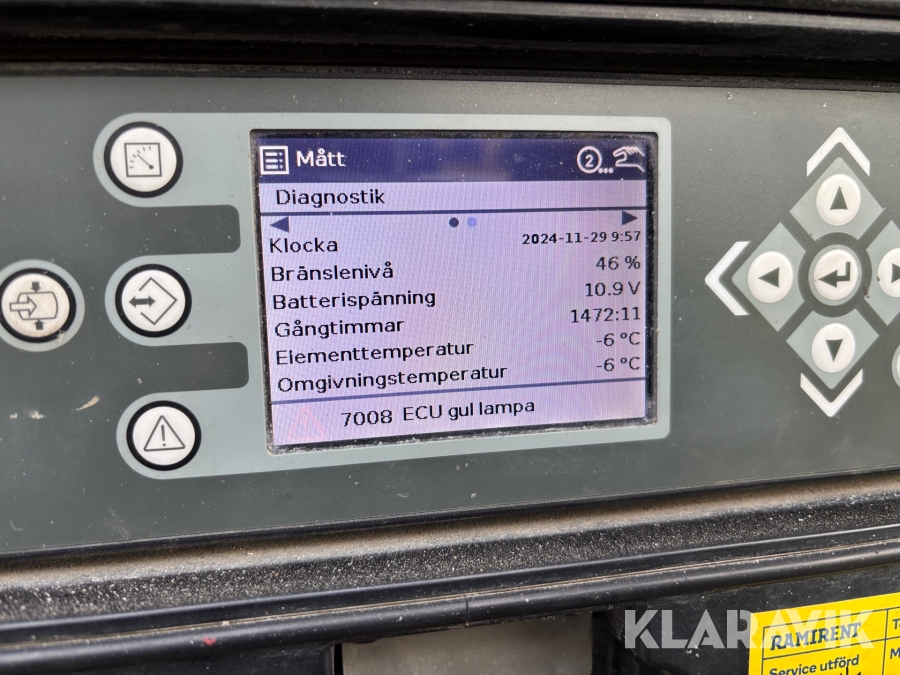 Mått
2
Diagnostik
Klocka 2024-11-29 9:57
Bränslenivå 46 %
Batterispänning 10.9 V
Gångtimmar 1472:11
Elementtemperatur -6 °C
Omgivningstemperatur -6 °C
7008 ECU gul lampa
KLARAVIK
RAMIRENT
Service utförd